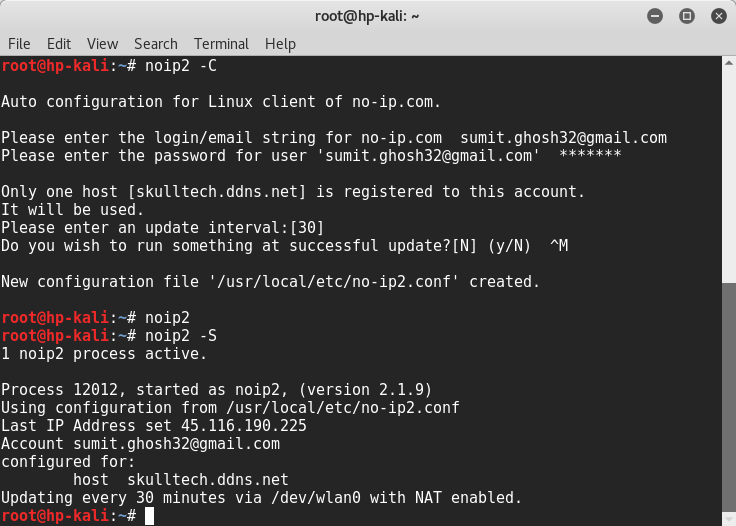 root@hp-kali: ~
File Edit View Search Terminal Help
root@hp-kali:~# noip2 -C
Auto configuration for Linux client of no-ip.com.
Please enter the login/email string for no-ip.com  sumit.ghosh32@gmail.com
Please enter the password for user 'sumit.ghosh32@gmail.com'  *******
Only one host [skulltech.ddns.net] is registered to this account.
It will be used.
Please enter an update interval:[30]
Do you wish to run something at successful update?[N] (y/N)  ^M
New configuration file '/usr/local/etc/no-ip2.conf' created.
root@hp-kali:~# noip2
root@hp-kali:~# noip2 -S
1 noip2 process active.
Process 12012, started as noip2, (version 2.1.9)
Using configuration from /usr/local/etc/no-ip2.conf
Last IP Address set 45.116.190.225
Account sumit.ghosh32@gmail.com
configured for:
        host  skulltech.ddns.net
Updating every 30 minutes via /dev/wlan0 with NAT enabled.
root@hp-kali:~#